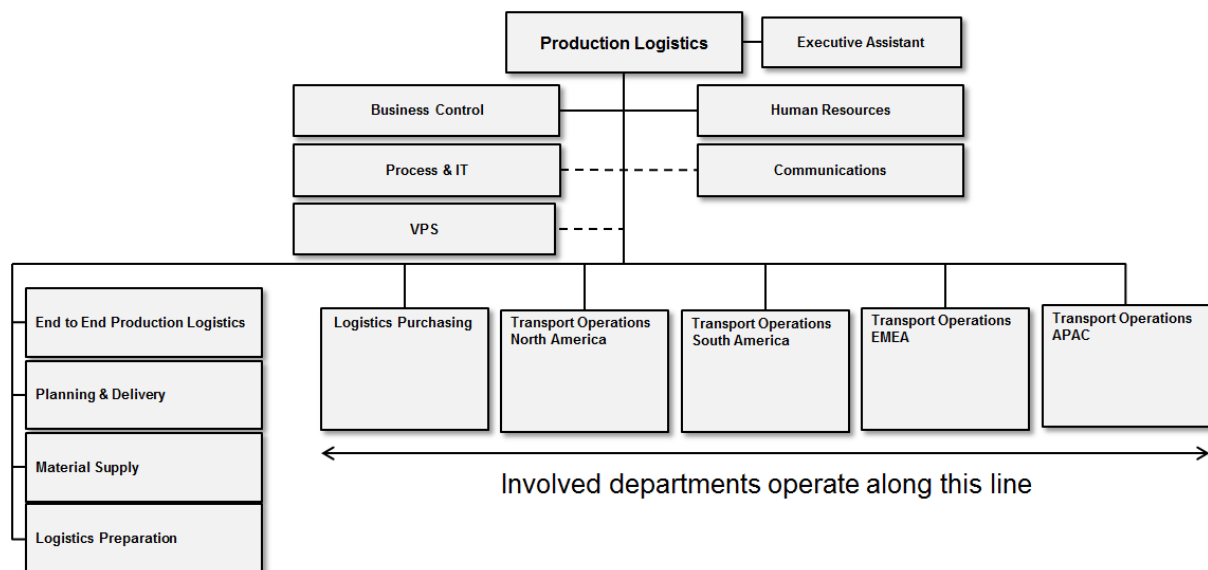 Production Logistics
Executive Assistant
Business Control
Human Resources
Process & IT
Communications
VPS
End to End Production Logistics
Planning & Delivery
Material Supply
Logistics Preparation
Logistics Purchasing
Transport Operations
North America
Transport Operations
South America
Transport Operations
EMEA
Transport Operations
APAC
Involved departments operate along this line